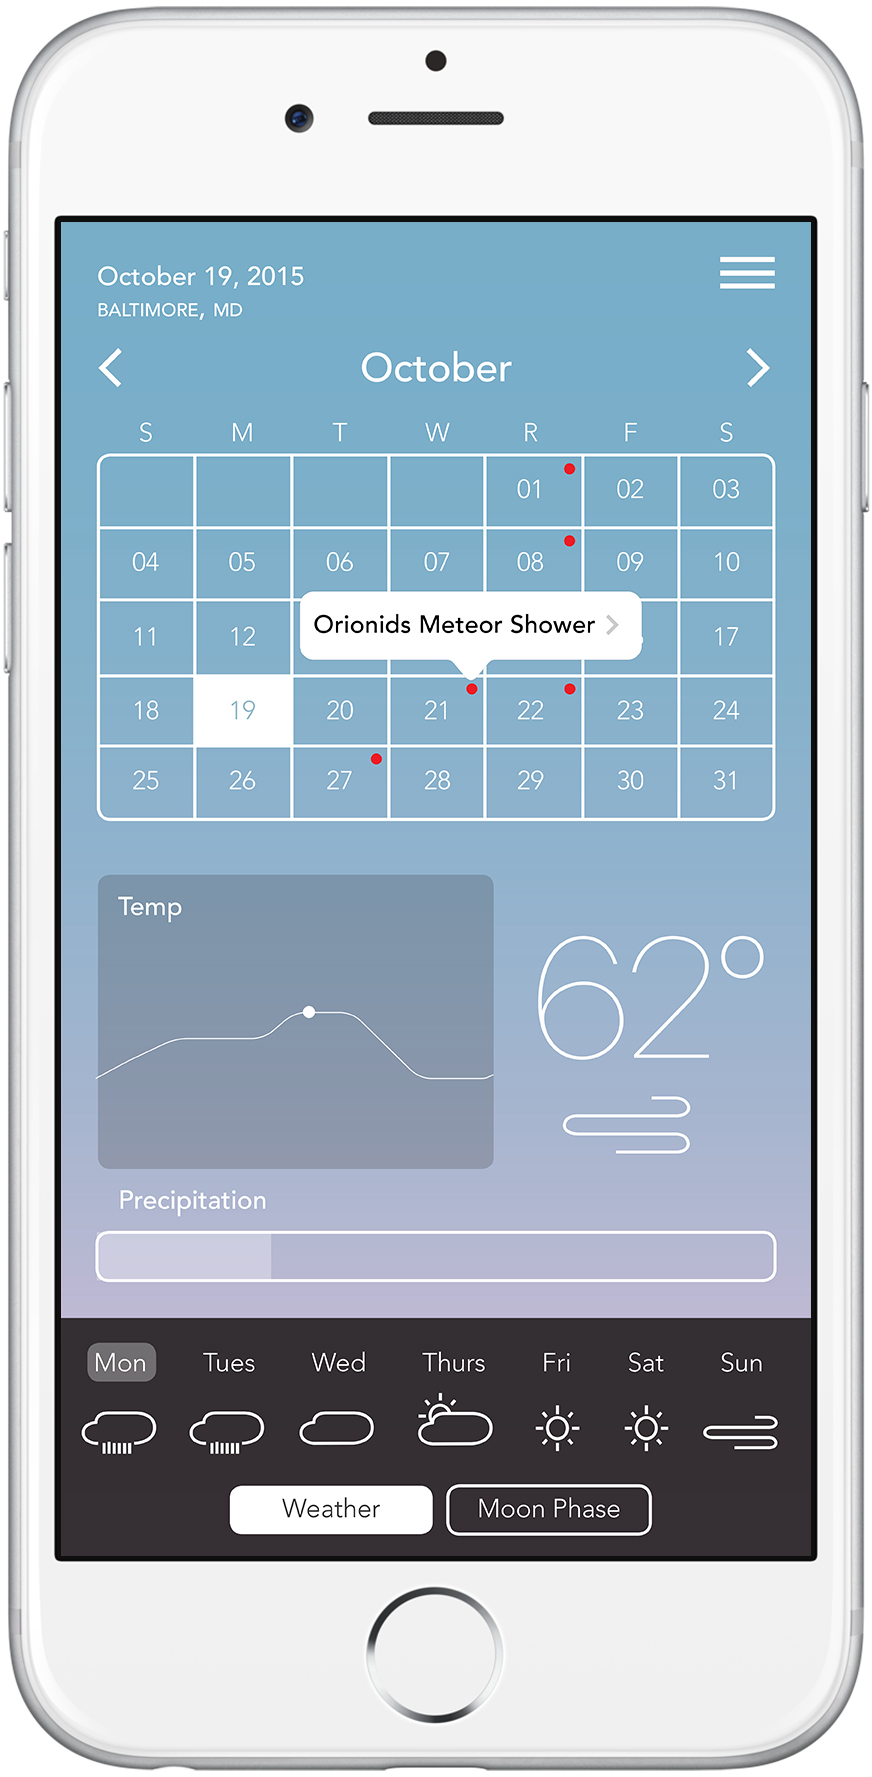 October 19, 2015
BALTIMORE, MD
October
S M T W R F S
01 02 03
04 05 06 07 08 09 10
Orionids Meteor Shower
11 12 17
18 19 20 21 22 23 24
25 26 27 28 29 30 31
Temp
62°
Precipitation
Mon Tues Wed Thurs Fri Sat Sun
Weather Moon Phase